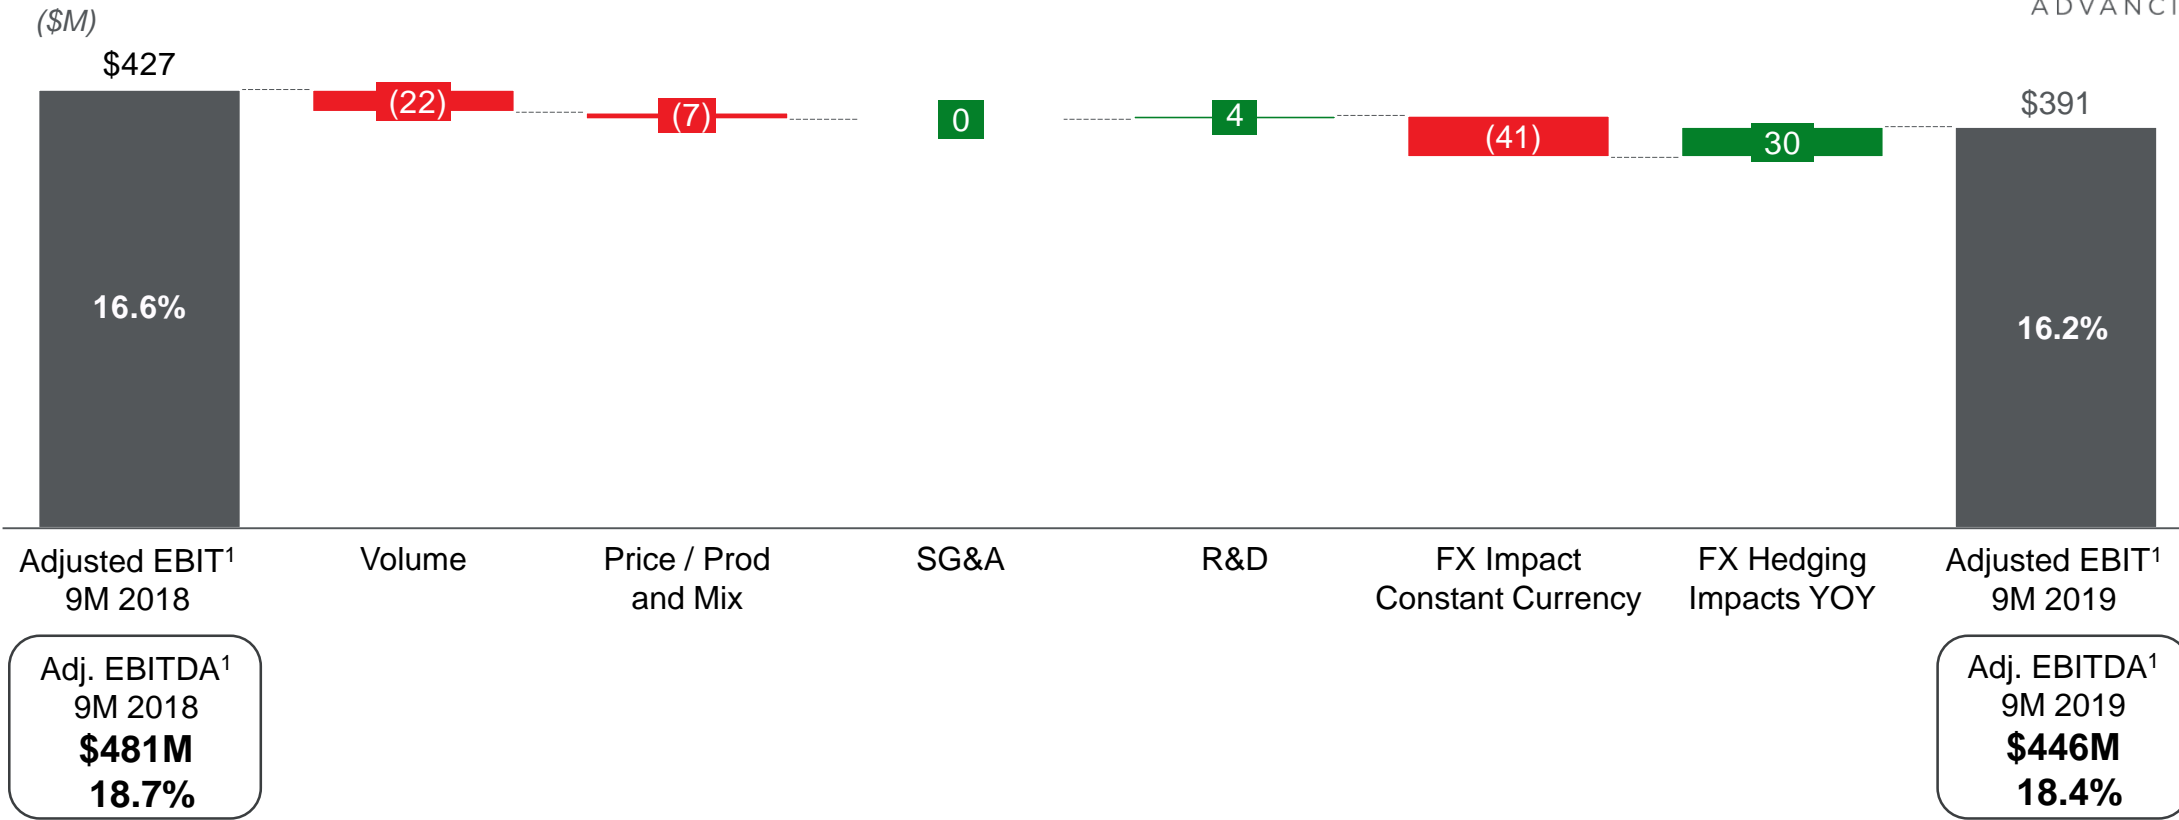 ($M)
ADVANCI
$427
(22)
(7)
0
4
(41)
30
$391
16.6%
16.2%
Adjusted EBIT¹
9M 2018
Volume
Price / Prod
and Mix
SG&A
R&D
FX Impact
Constant Currency
FX Hedging
Impacts YOY
Adjusted EBIT¹
9M 2019
Adj. EBITDA¹
9M 2018
$481M
18.7%
Adj. EBITDA¹
9M 2019
$446M
18.4%